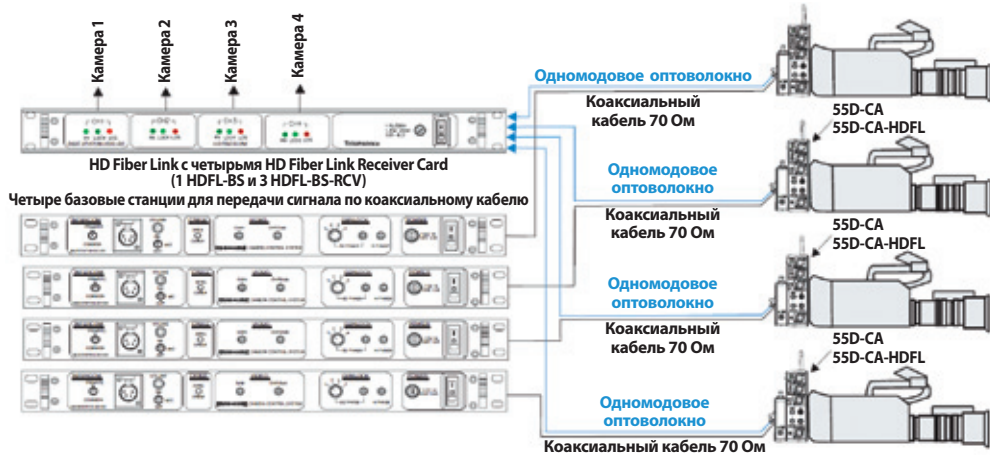 Камера 1
Камера 2
Камера 3
Камера 4
Одномодовое оптоволокно
Коаксиальный
кабель 70 Ом
55D-CA
55D-CA-HDFL
HD Fiber Link с четырьмя HD Fiber Link Receiver Card
(1 HDFL-BS и 3 HDFL-BS-RCV)
Четыре базовые станции для передачи сигнала по коаксиальному кабелю
Одномодовое
оптоволокно
Коаксиальный
кабель 70 Ом
55D-CA
55D-CA-HDFL
Одномодовое
оптоволокно
Коаксиальный
кабель 70 Ом
55D-CA
55D-CA-HDFL
Одномодовое
оптоволокно
Коаксиальный кабель 70 Ом